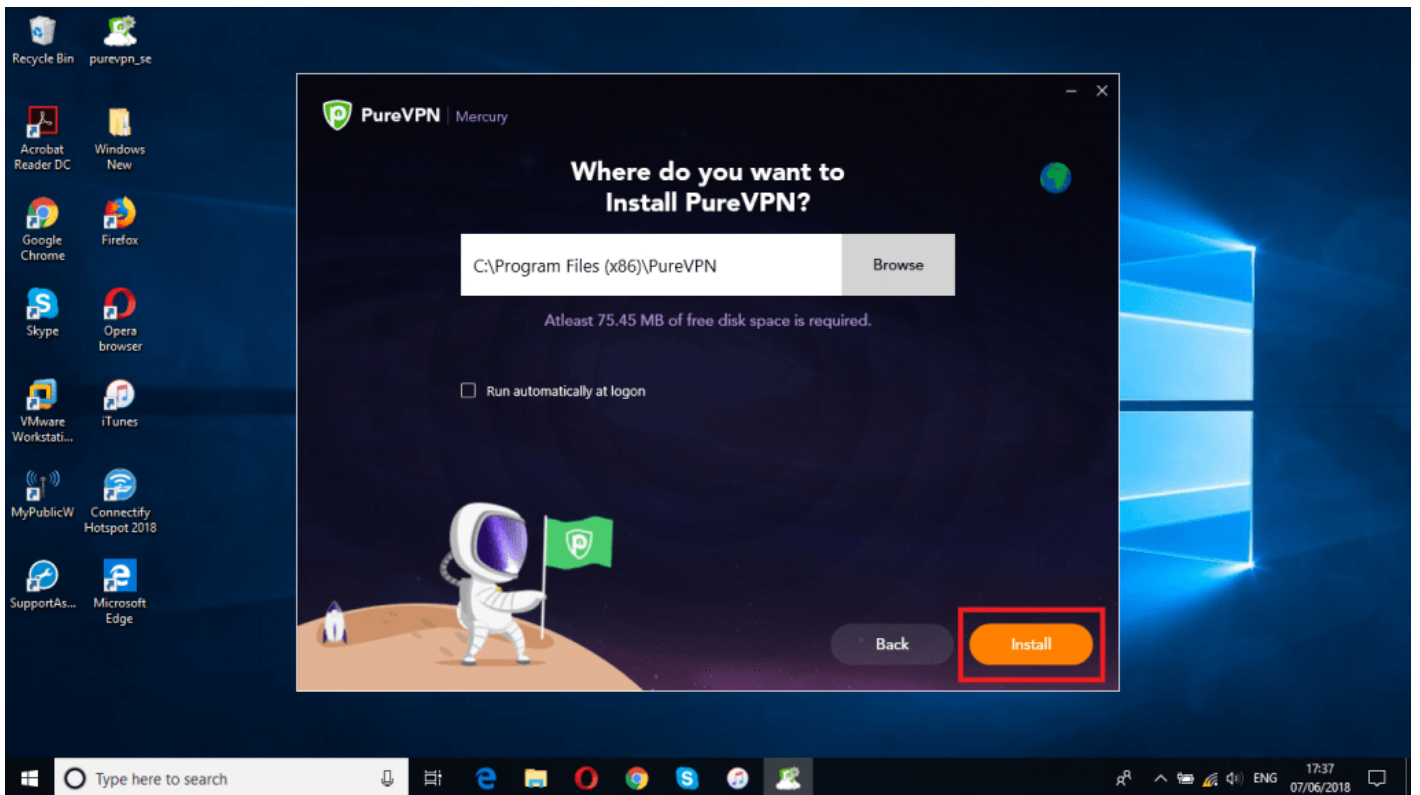 Recycle Bin
purevpn_se
Acrobat
Reader DC
Windows
New
Google
Chrome
Firefox
Skype
Opera
browser
VMware
Workstati...
iTunes
MyPublicW
Connectify
Hotspot 2018
SupportAs...
Microsoft
Edge
PureVPN | Mercury
Where do you want to
Install PureVPN?
C:\Program Files (x86)\PureVPN
Browse
Atleast 75.45 MB of free disk space is required.
Run automatically at logon
Back
Install
Type here to search
ENG
17:37
07/06/2018